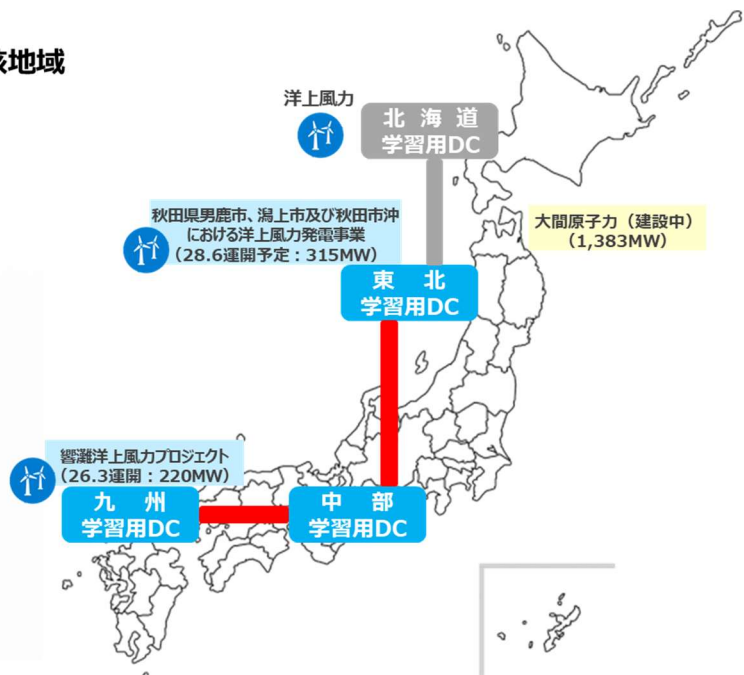 核地域
洋上風力
北 海 道
学習用DC
秋田県男鹿市、潟上市及び秋田市沖
における洋上風力発電事業
（28.6運開予定：315MW）
大間原子力（建設中）
（1,383MW）
東 北
学習用DC
響灘洋上風力プロジェクト
（26.3運開：220MW）
九 州
学習用DC
中 部
学習用DC